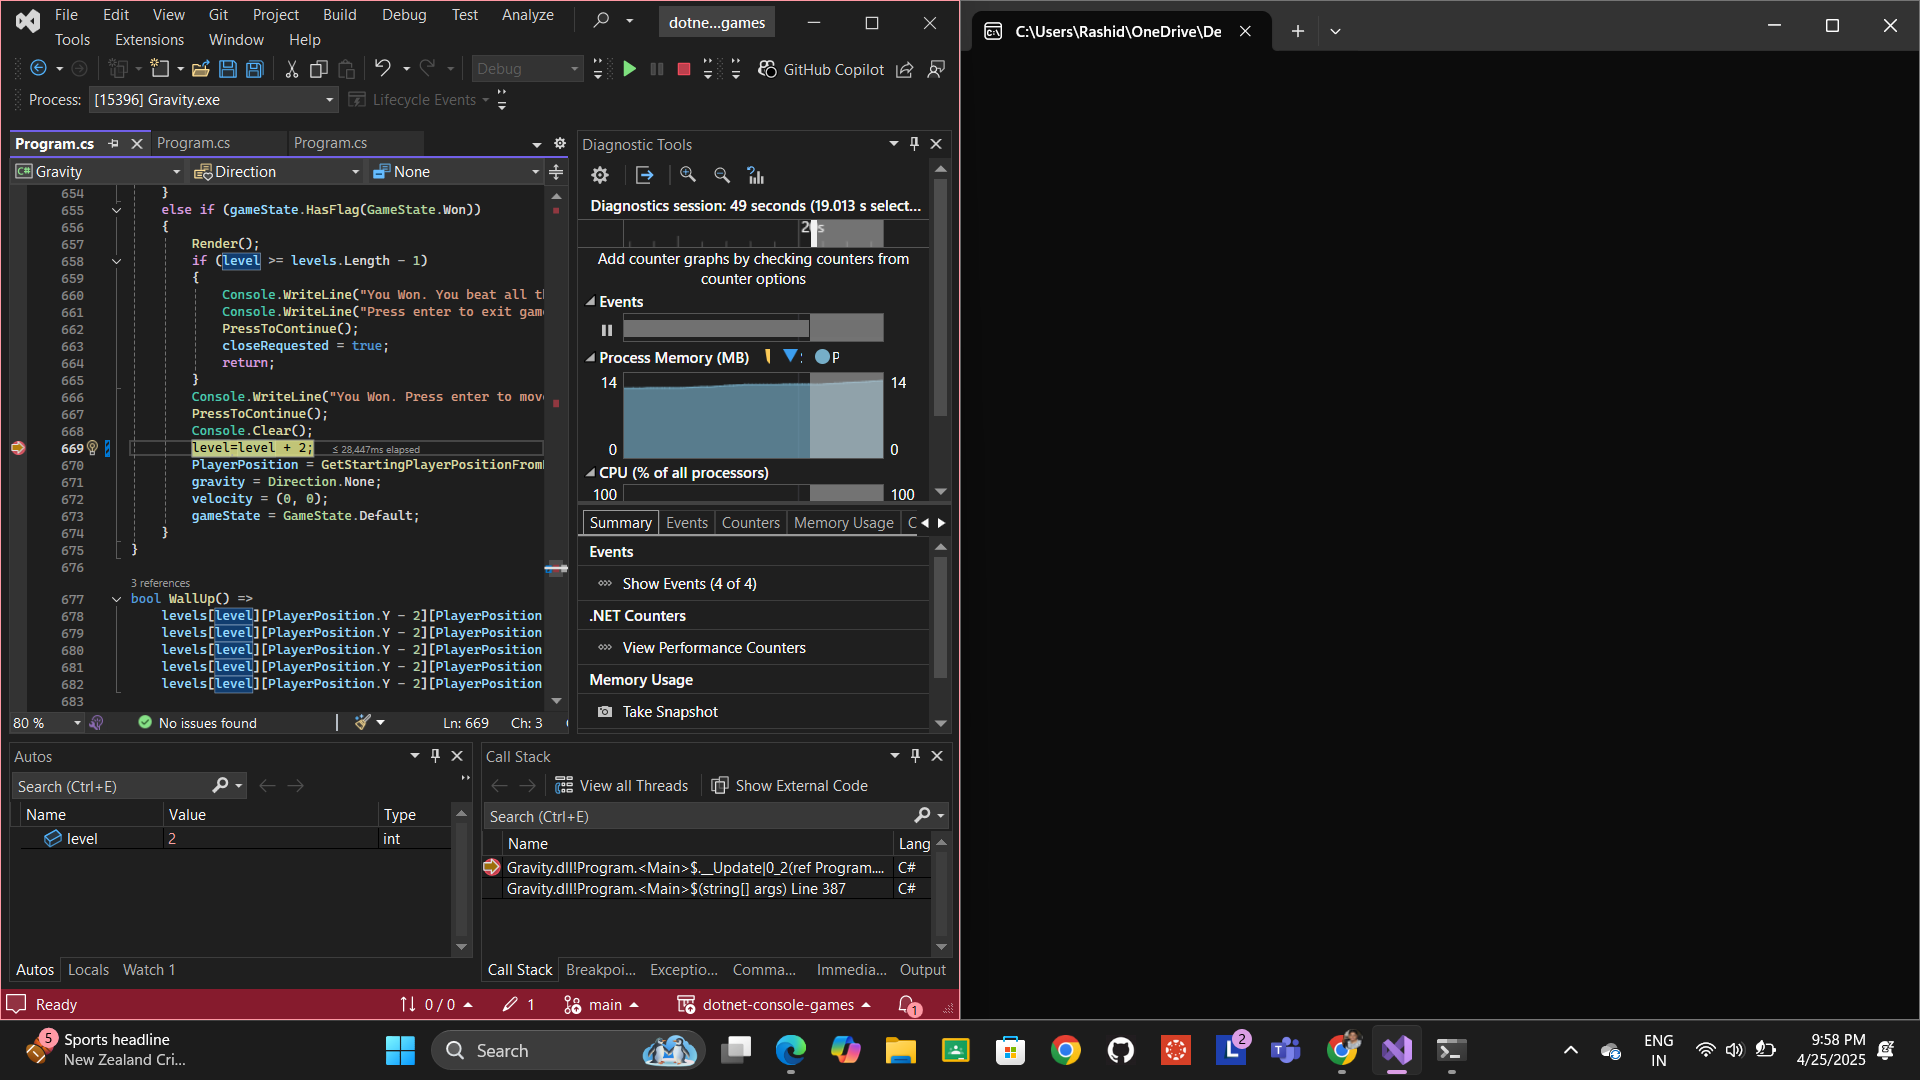 File Edit View Git Project Build Debug Test Analyze
dotne...games
Tools Extensions Window Help
Debug
GitHub Copilot
Process: [15396] Gravity.exe
Lifecycle Events
Program.cs
Program.cs
Program.cs
Gravity
Direction
None
654 }
655 else if (gameState.HasFlag(GameState.Won))
656 {
657 Render();
658 if (level >= levels.Length - 1)
659 {
660 Console.WriteLine("You Won. You beat all th
661 Console.WriteLine("Press enter to exit gam
662 PressToContinue();
663 closeRequested = true;
664 return;
665 }
666 Console.WriteLine("You Won. Press enter to mov
667 PressToContinue();
668 Console.Clear();
669 level=level + 2; ≤ 28,447ms elapsed
670 PlayerPosition = GetStartingPlayerPositionFrom
671 gravity = Direction.None;
672 velocity = (0, 0);
673 gameState = GameState.Default;
674 }
675 }
676
3 references
677 bool WallUp() =>
678 levels[level][PlayerPosition.Y - 2][PlayerPosition
679 levels[level][PlayerPosition.Y - 2][PlayerPosition
680 levels[level][PlayerPosition.Y - 2][PlayerPosition
681 levels[level][PlayerPosition.Y - 2][PlayerPosition
682 levels[level][PlayerPosition.Y - 2][PlayerPosition
683
80 %
No issues found
Ln: 669 Ch: 3
Diagnostic Tools
Diagnostics session: 49 seconds (19.013 s select...
Add counter graphs by checking counters from
counter options
Events
Process Memory (MB)
P
14
14
0
0
CPU (% of all processors)
100
100
Summary Events Counters Memory Usage C
Events
Show Events (4 of 4)
.NET Counters
View Performance Counters
Memory Usage
Take Snapshot
Autos
Search (Ctrl+E)
Name Value Type
level 2 int
Autos Locals Watch 1
Call Stack
View all Threads
Show External Code
Search (Ctrl+E)
Name Lang
Gravity.dll!Program.<Main>$.__Update|0_2(ref Program.... C#
Gravity.dll!Program.<Main>$(string[] args) Line 387 C#
Call Stack Breakpoi... Exceptio... Comma... Immedia... Output
Ready
0 / 0
1
main
dotnet-console-games
1
C:\Users\Rashid\OneDrive\De
5
Sports headline
New Zealand Cri...
Search
2
ENG
IN
9:58 PM
4/25/2025